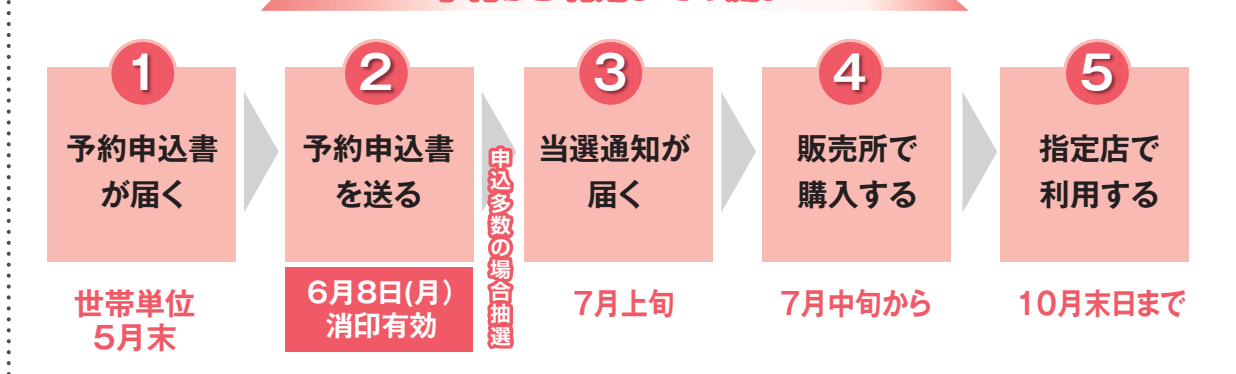 1
予約申込書
が届く
世帯単位
5月末
2
予約申込書
を送る
6月8日(月)
消印有効
申込多数の場合抽選
3
当選通知が
届く
7月上旬
4
販売所で
購入する
7月中旬から
5
指定店で
利用する
10月末日まで